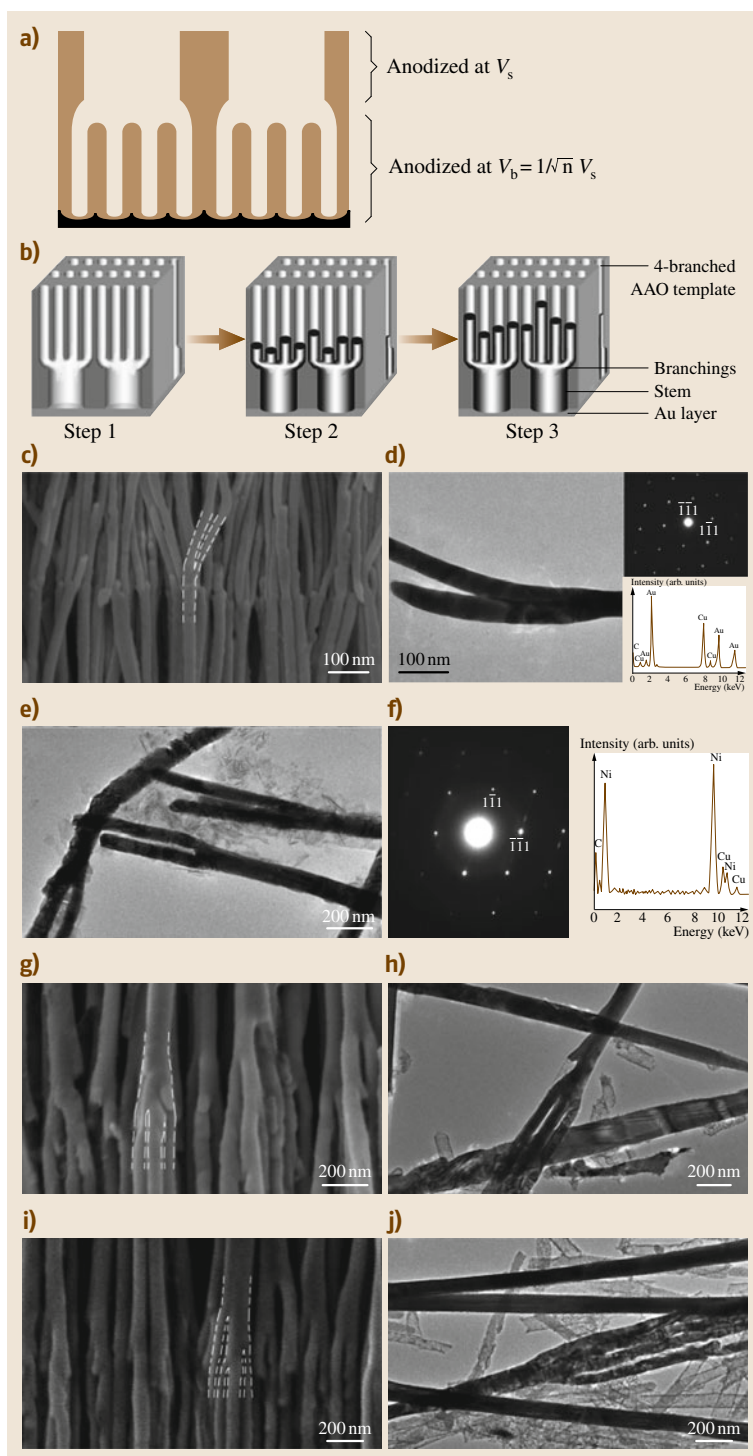 a)
Anodized at Vs
Anodized at Vb = 1/√n Vs
b)
4-branched
AAO template
Branchings
Stem
Au layer
Step 1
Step 2
Step 3
c)
100 nm
d)
100 nm
1̅1̅1
11̅1
Intensity (arb. units)
Au
Cu
C
Au
Cu
Au
Cu
Au
0 2 4 6 8 10 12
Energy (keV)
e)
200 nm
f)
11̅1
1̅1̅1
Intensity (arb. units)
Ni
Ni
C
Cu
Ni
Cu
0 2 4 6 8 10 12
Energy (keV)
g)
200 nm
h)
200 nm
i)
200 nm
j)
200 nm